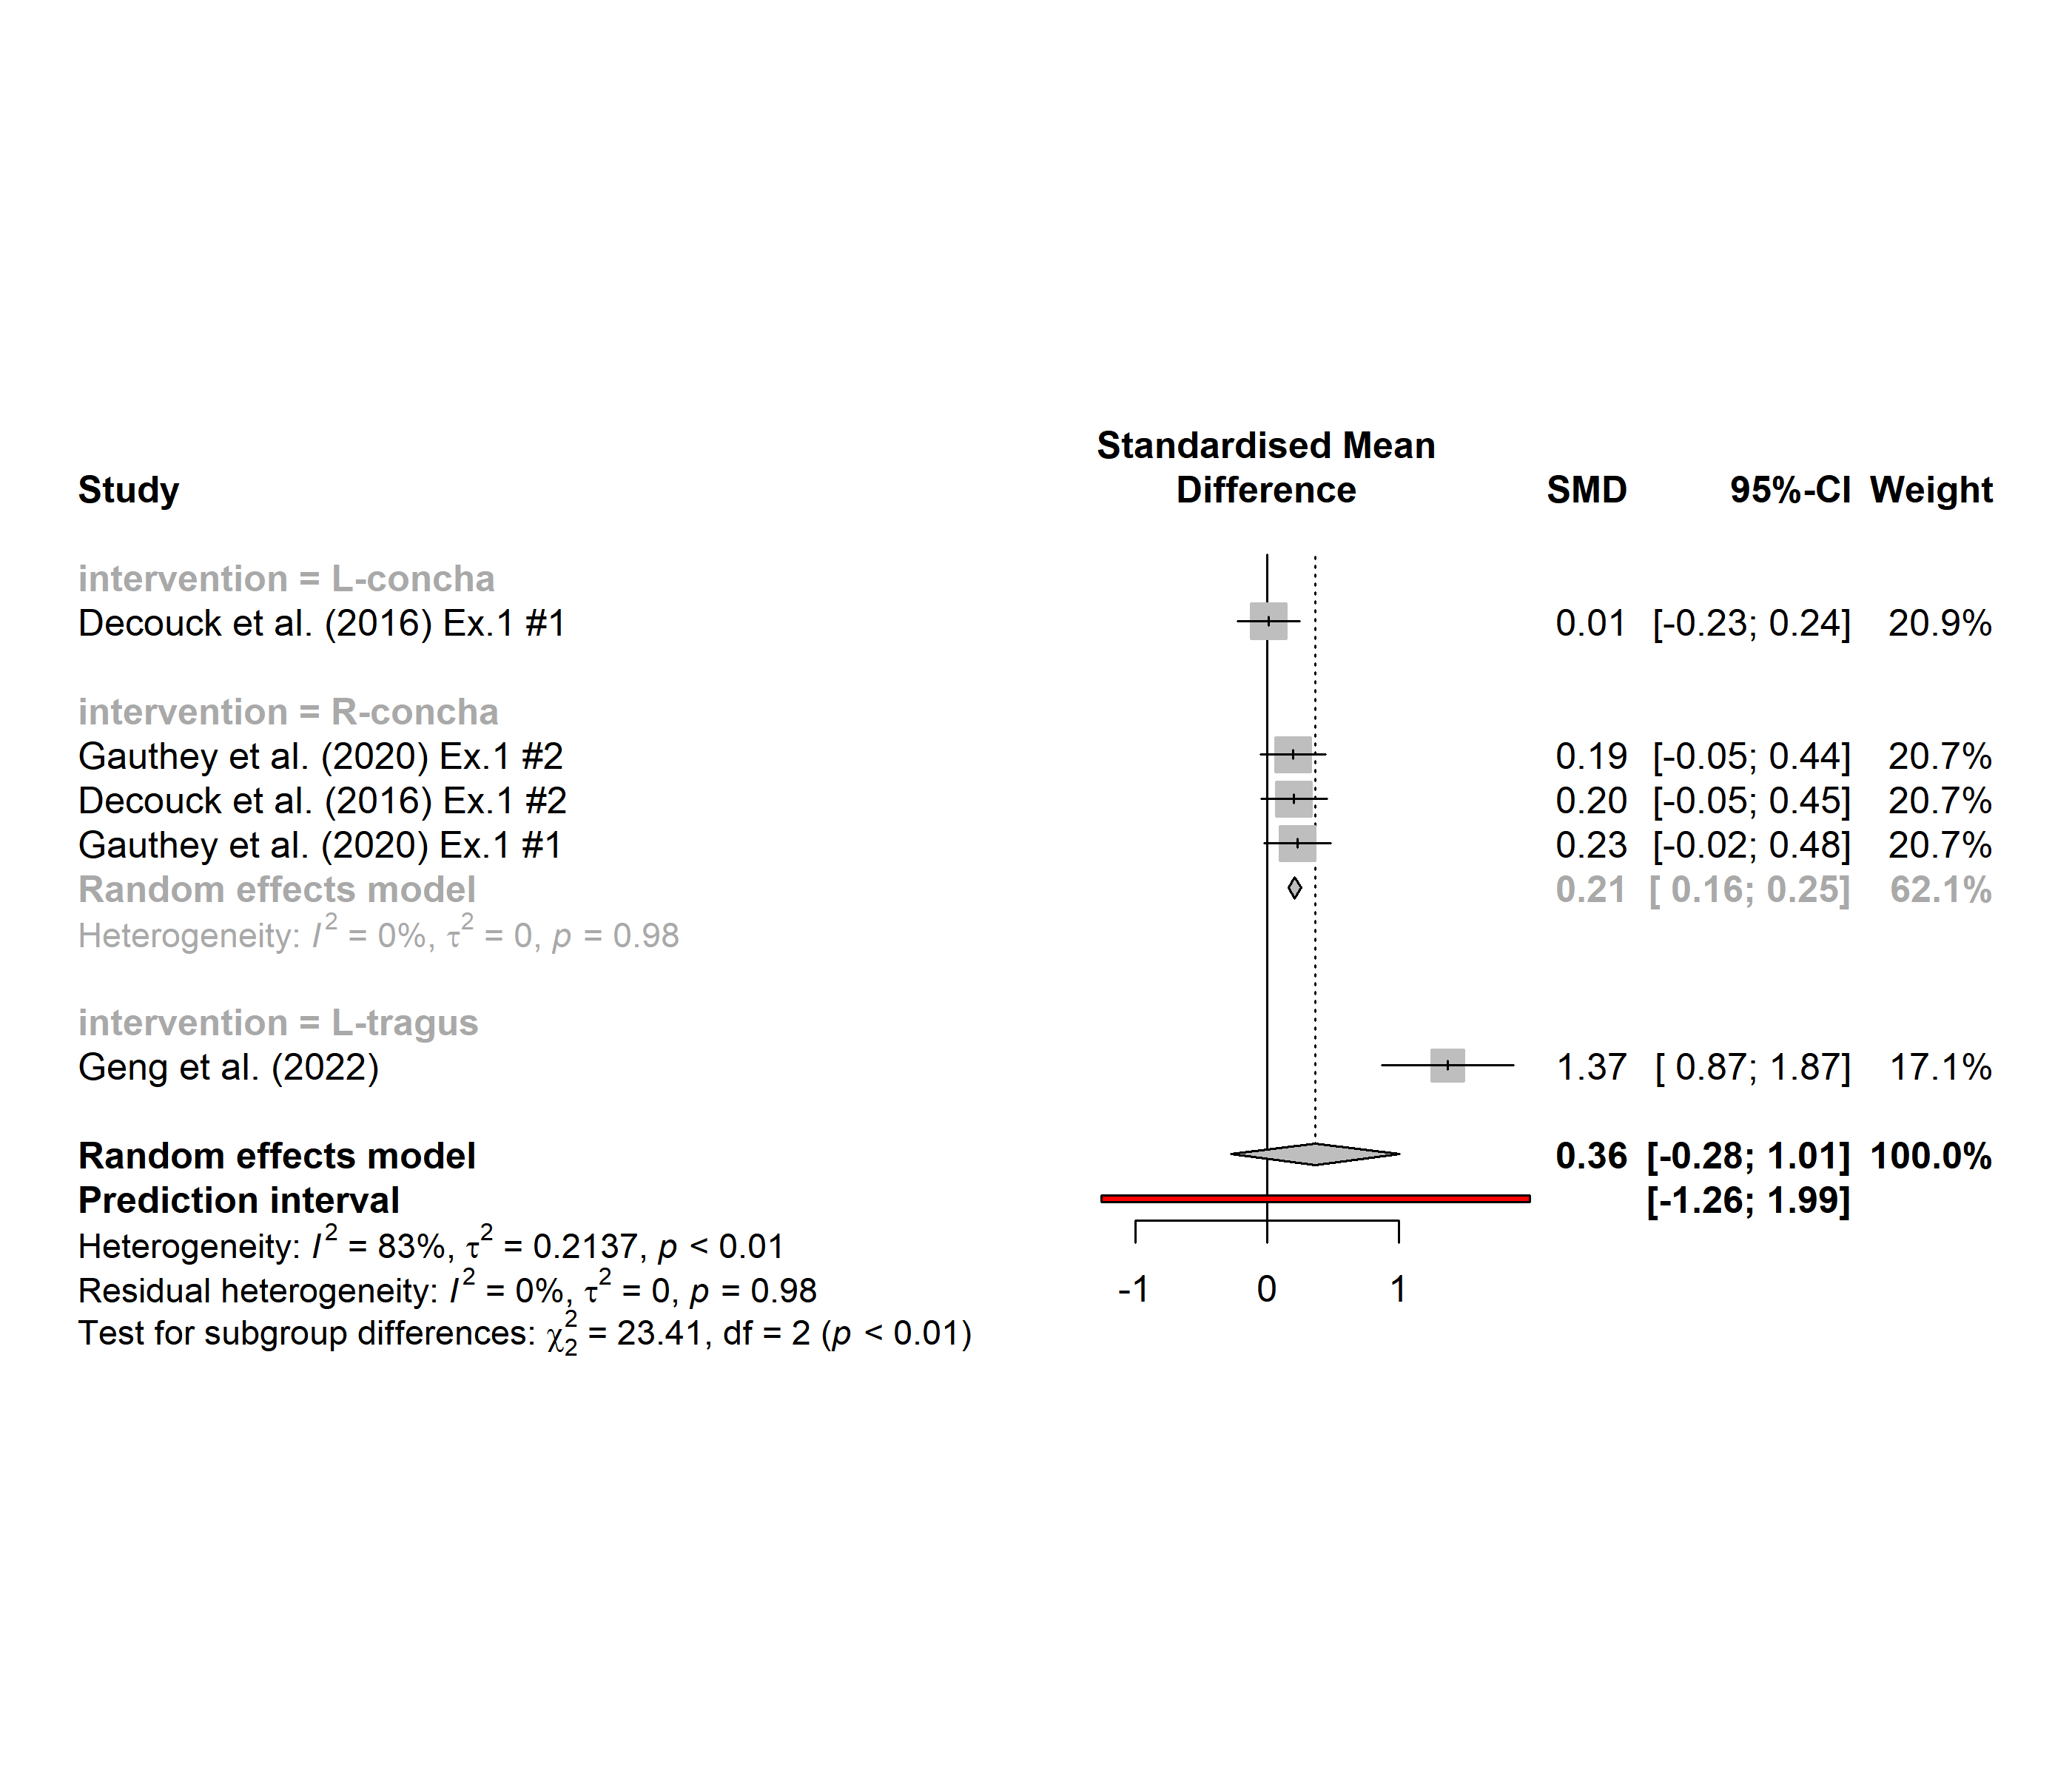 Standardised Mean
Study Difference SMD 95%-CI Weight
intervention = L-concha
Decouck et al. (2016) Ex.1 #1 0.01 [-0.23; 0.24] 20.9%
intervention = R-concha
Gauthey et al. (2020) Ex.1 #2 0.19 [-0.05; 0.44] 20.7%
Decouck et al. (2016) Ex.1 #2 0.20 [-0.05; 0.45] 20.7%
Gauthey et al. (2020) Ex.1 #1 0.23 [-0.02; 0.48] 20.7%
Random effects model 0.21 [ 0.16; 0.25] 62.1%
Heterogeneity: I² = 0%, τ² = 0, p = 0.98
intervention = L-tragus
Geng et al. (2022) 1.37 [ 0.87; 1.87] 17.1%
Random effects model 0.36 [-0.28; 1.01] 100.0%
Prediction interval [-1.26; 1.99]
Heterogeneity: I² = 83%, τ² = 0.2137, p < 0.01
Residual heterogeneity: I² = 0%, τ² = 0, p = 0.98
-1 0 1
Test for subgroup differences: χ²₂ = 23.41, df = 2 (p < 0.01)